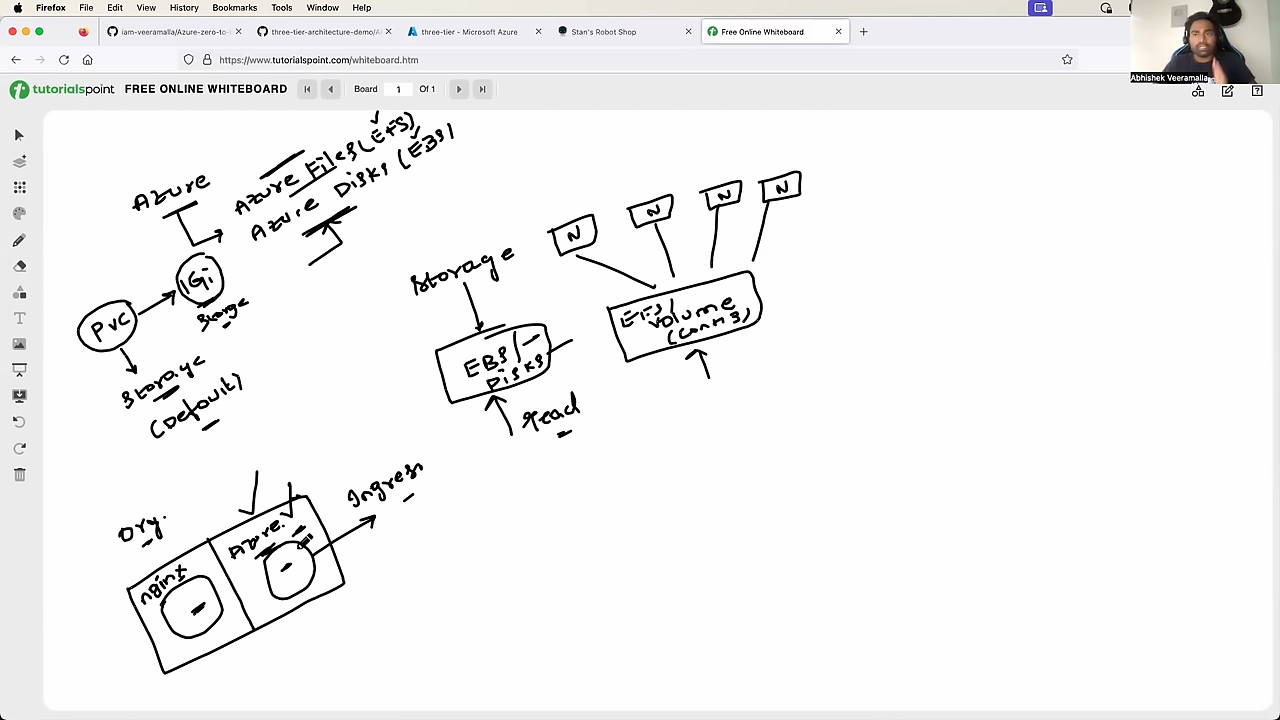 Firefox File Edit View History Bookmarks Tools Window Help
iam-veeramalla/Azure-zero-to-
three-tier-architecture-demo/A
three-tier - Microsoft Azure
Stan's Robot Shop
Free Online Whiteboard
https://www.tutorialspoint.com/whiteboard.htm
Abhishek Veeramalla
tutorialspoint FREE ONLINE WHITEBOARD Board 1 Of 1
Azure
Azure Files (EFS)
Azure Disks (EBS)
PVC
1Gi
Storage
Storage
(Default)
Storage
EBS/
Disks
read
N
N
N
N
EFS/
Volume
Org.
nginx
Azure.
Ingress